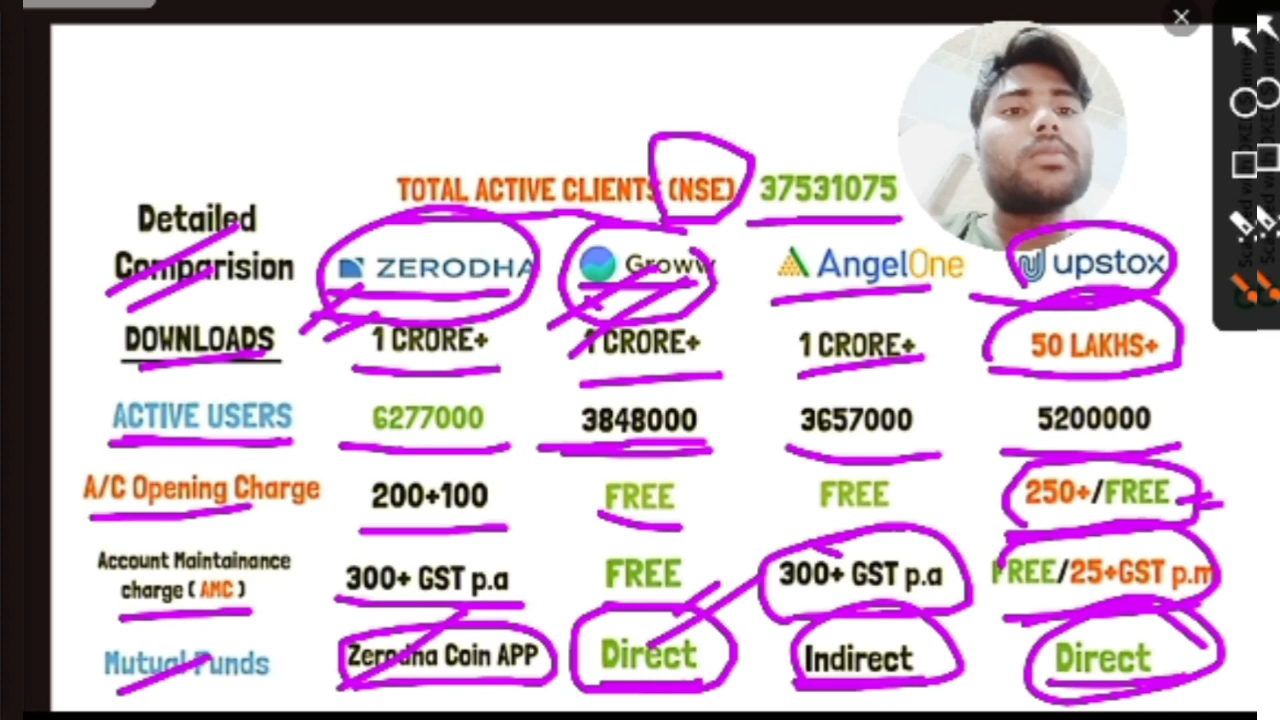 TOTAL ACTIVE CLIENTS (NSE) 37531075
Detailed
Comparision ZERODHA Groww AngelOne upstox
DOWNLOADS 1 CRORE+ 1 CRORE+ 1 CRORE+ 50 LAKHS+
ACTIVE USERS 6277000 3848000 3657000 5200000
A/C Opening Charge 200+100 FREE FREE 250+/FREE
Account Maintainance
charge ( AMC ) 300+ GST p.a FREE 300+ GST p.a FREE/25+GST p.m
Mutual Funds Zerodha Coin APP Direct Indirect Direct